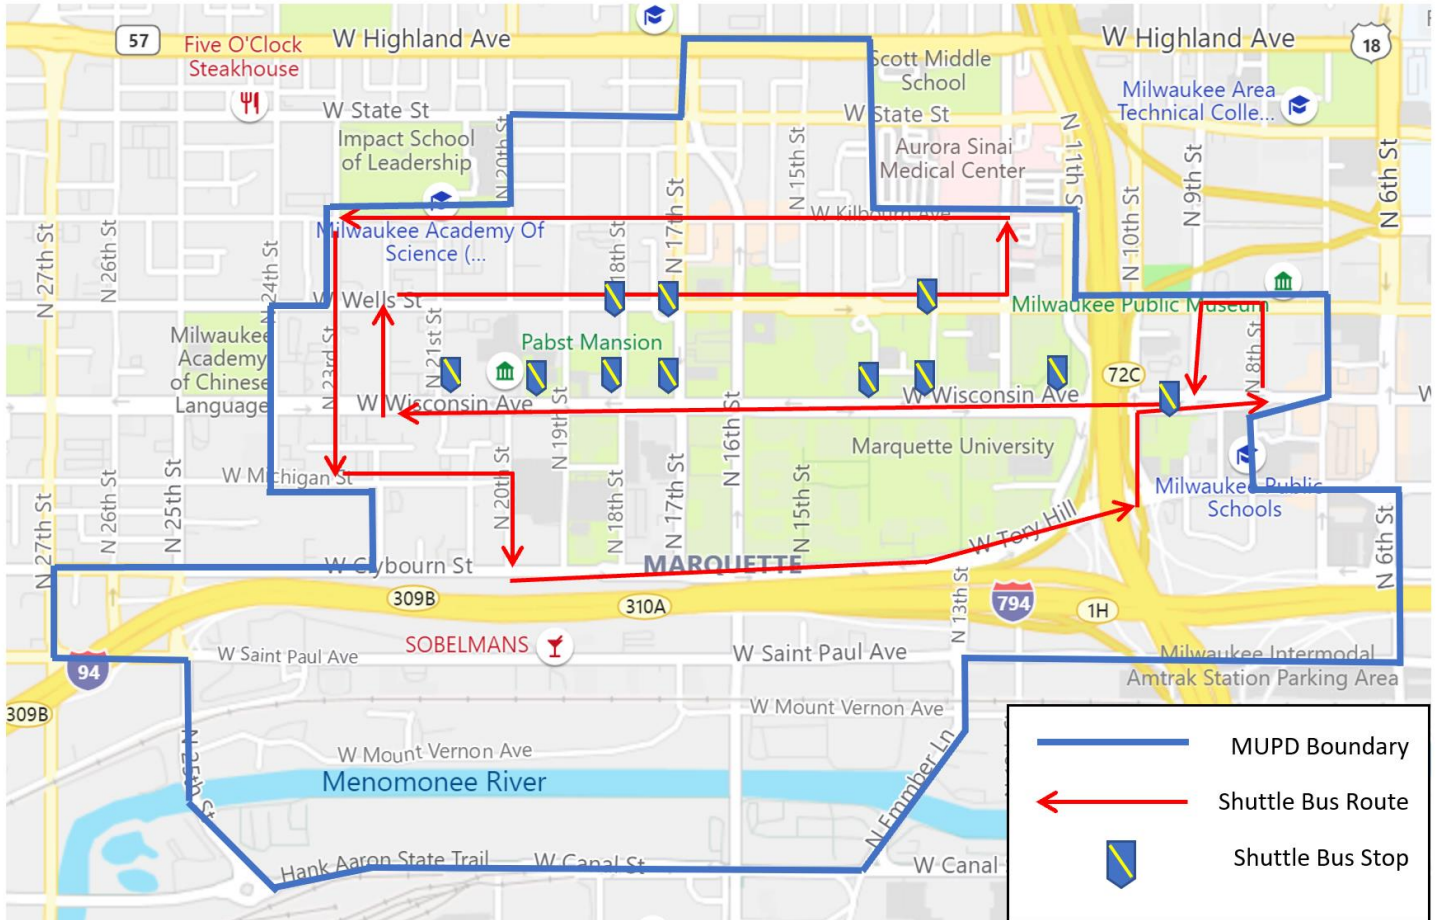 57
Five O'Clock
Steakhouse
W Highland Ave
W Highland Ave
18
Scott Middle
School
Milwaukee Area
Technical Colle...
W State St
W State St
Impact School
of Leadership
N 20th St
N 15th St
Aurora Sinai
Medical Center
N 11th St
N 9th St
N 6th St
W Kilbourn Ave
N 27th St
N 26th St
N 24th St
Milwaukee Academy Of
Science (...
18th St
N 17th St
N 10th St
W Wells St
Milwaukee Public Museum
Milwaukee
Academy
of Chinese
Language
N 23rd St
N 21st St
Pabst Mansion
72C
N 8th St
W Wisconsin Ave
W Wisconsin Ave
W
N 19th St
N 16th St
Marquette University
W Michigan St
N 27th St
N 26th St
N 25th St
N 20th St
N 18th St
N 17th St
N 15th St
Milwaukee Public
Schools
W Tory Hill
N 6th St
W Clybourn St
MARQUETTE
309B
310A
794
1H
N 13th St
SOBELMANS
W Saint Paul Ave
W Saint Paul Ave
Milwaukee Intermodal
Amtrak Station Parking Area
94
309B
W Mount Vernon Ave
W Mount Vernon Ave
N 25th St
Menomonee River
N Emmber Ln
Hank Aaron State Trail
W Canal St
W Canal
MUPD Boundary
Shuttle Bus Route
Shuttle Bus Stop